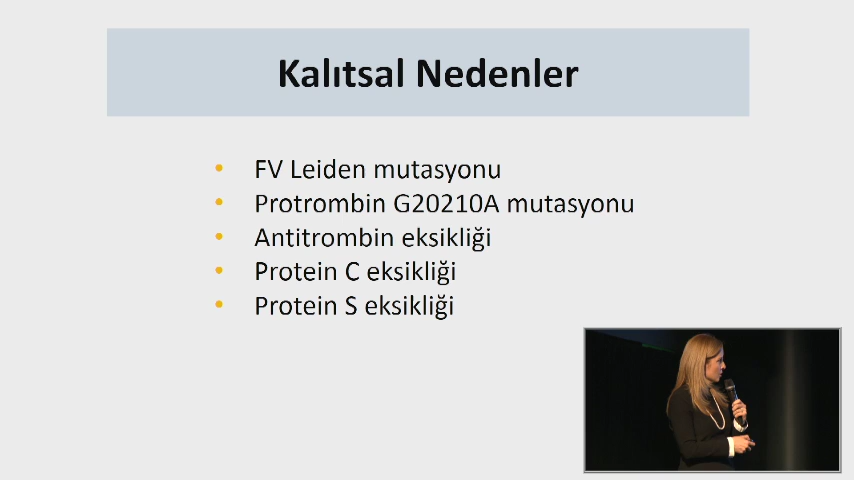 Kalıtsal Nedenler
• FV Leiden mutasyonu
• Protrombin G20210A mutasyonu
• Antitrombin eksikliği
• Protein C eksikliği
• Protein S eksikliği